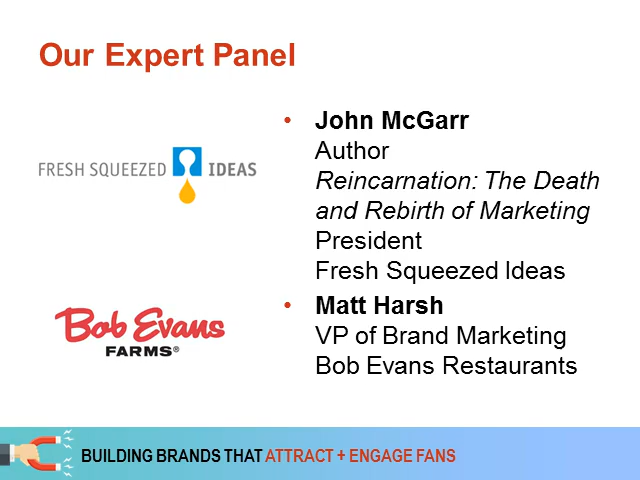 Our Expert Panel
FRESH SQUEEZED IDEAS
• John McGarr
Author
Reincarnation: The Death
and Rebirth of Marketing
President
Fresh Squeezed Ideas
Bob Evans
FARMS®
• Matt Harsh
VP of Brand Marketing
Bob Evans Restaurants
BUILDING BRANDS THAT ATTRACT + ENGAGE FANS